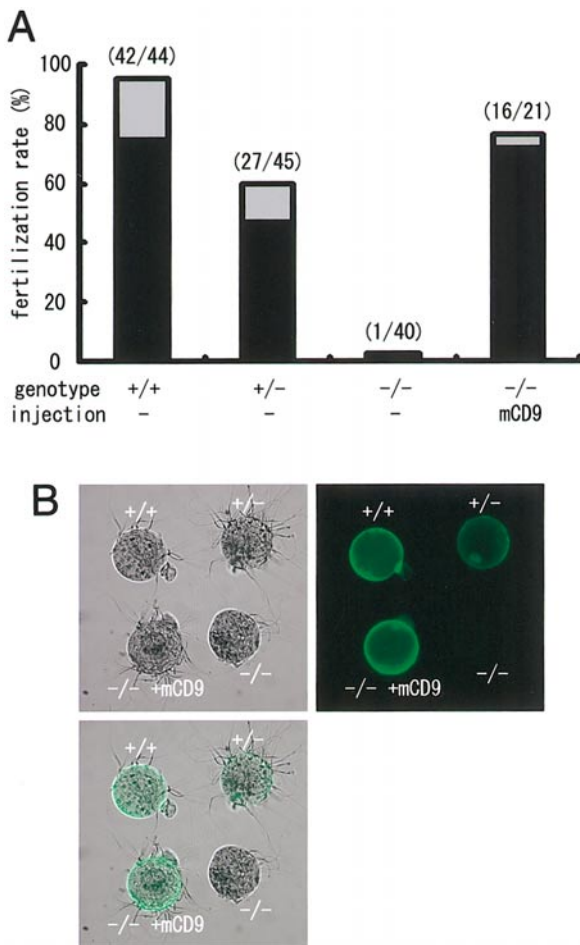 A
fertilization rate (%)
100
80
60
40
20
0
(42/44)
(27/45)
(1/40)
(16/21)
genotype +/+ +/- -/- -/-
injection - - - mCD9
B
+/+ +/-
-/- +mCD9 -/-
+/+ +/-
-/- +mCD9 -/-
+/+ +/-
-/- +mCD9 -/-